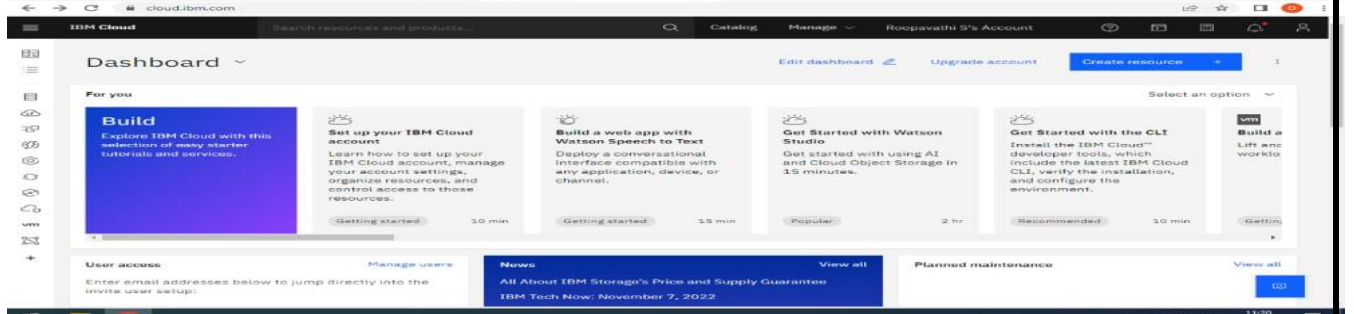 cloud.ibm.com
IBM Cloud
Search resources and products...
Catalog
Manage
Roopavathi S's Account
Dashboard
Edit dashboard
Upgrade account
Create resource +
For you
Select an option
Build
Explore IBM Cloud with this
selection of easy starter
tutorials and services.
Set up your IBM Cloud
account
Learn how to set up your
IBM Cloud account, manage
your account settings,
organize resources, and
control access to those
resources.
Getting started
10 min
Build a web app with
Watson Speech to Text
Deploy a conversational
interface compatible with
any application, device, or
channel.
Getting started
15 min
Get Started with Watson
Studio
Get started with using AI
and Cloud Object Storage in
15 minutes.
Popular
2 hr
Get Started with the CLI
Install the IBM Cloud™
developer tools, which
include the latest IBM Cloud
CLI, verify the installation,
and configure the
environment.
Recommended
10 min
vm
Build a
Lift and
worklo
Getting
vm
User access
Manage users
Enter email addresses below to jump directly into the
invite user setup:
News
View all
All About IBM Storage's Price and Supply Guarantee
IBM Tech Now: November 7, 2022
Planned maintenance
View all
11:20